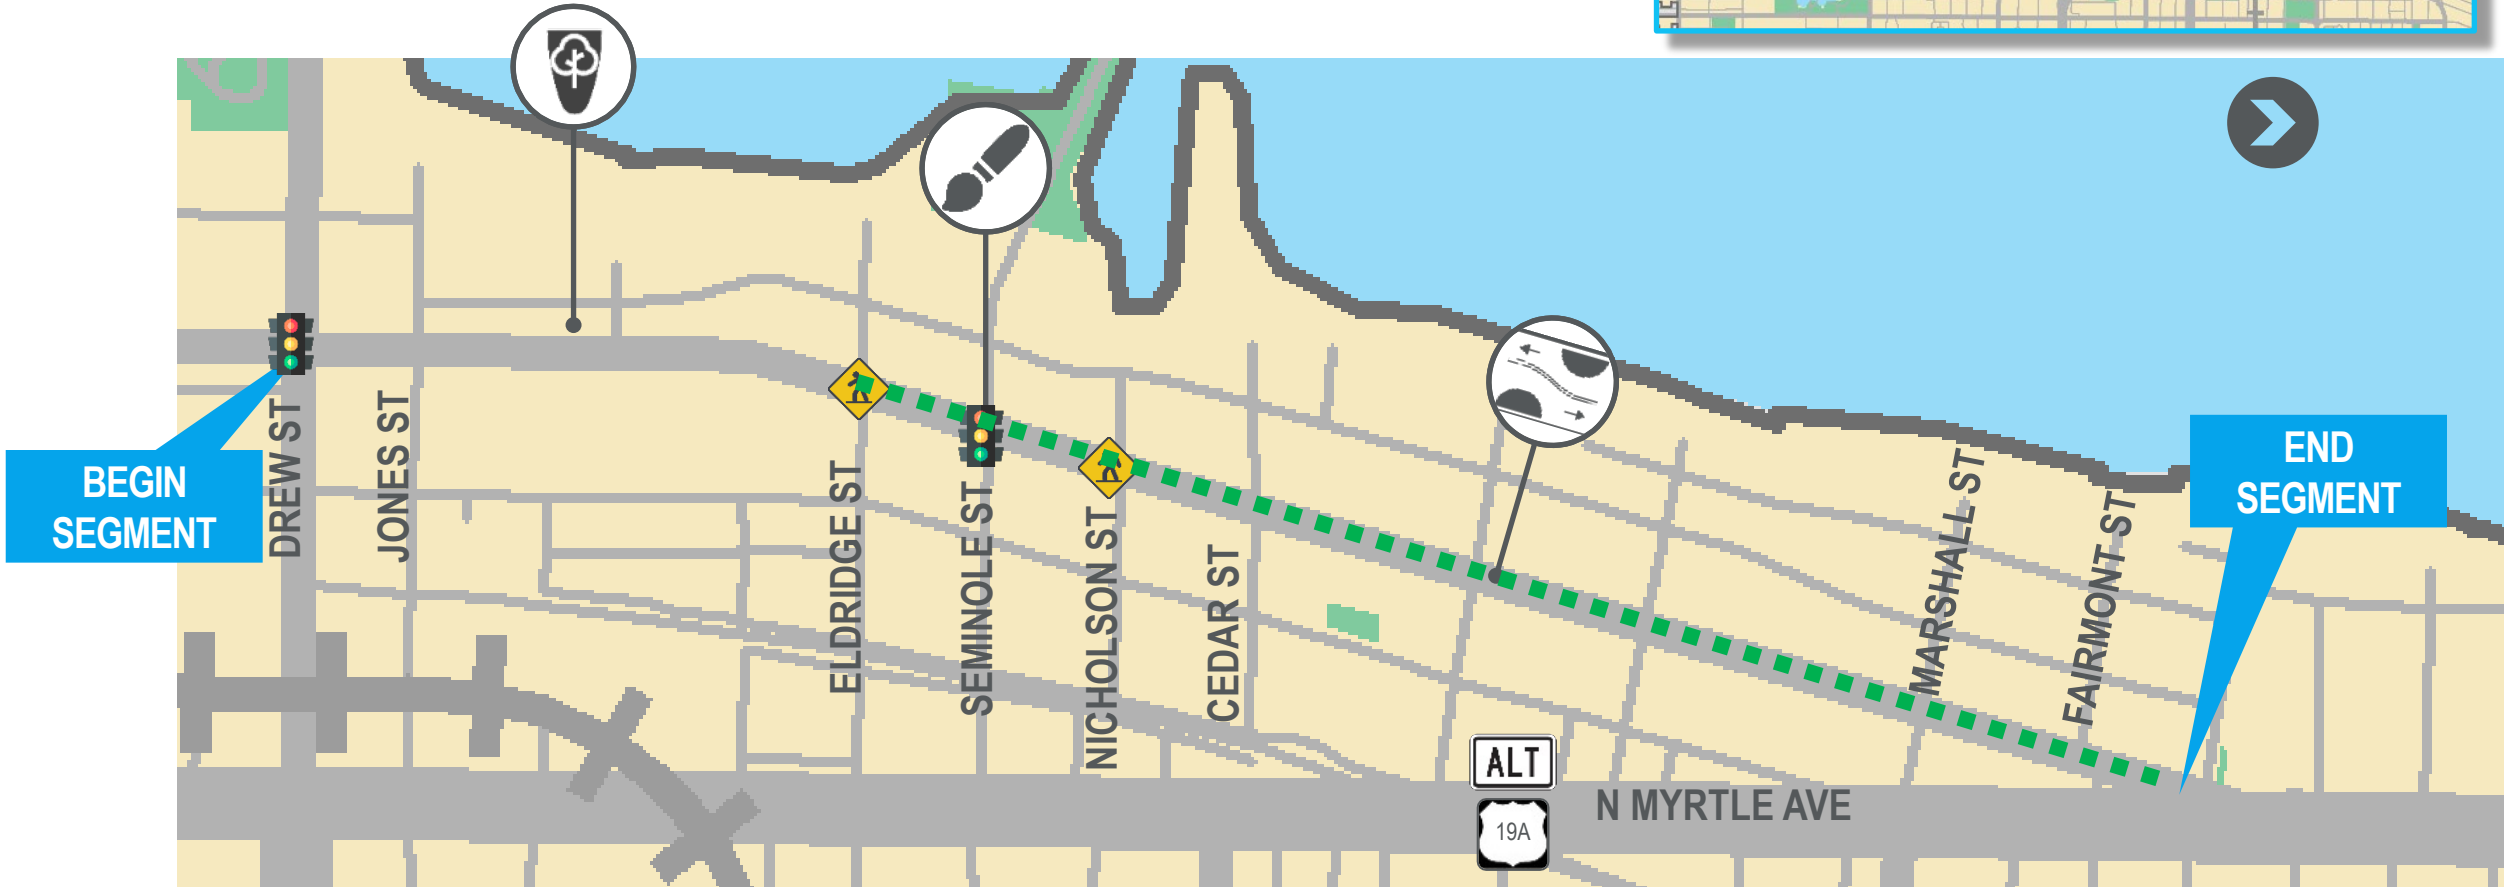 BEGIN
SEGMENT
DREW ST
JONES ST
ELDRIDGE ST
SEMINOLE ST
NICHOLSON ST
CEDAR ST
MARSHALL ST
FAIRMONT ST
END
SEGMENT
ALT
19A
N MYRTLE AVE